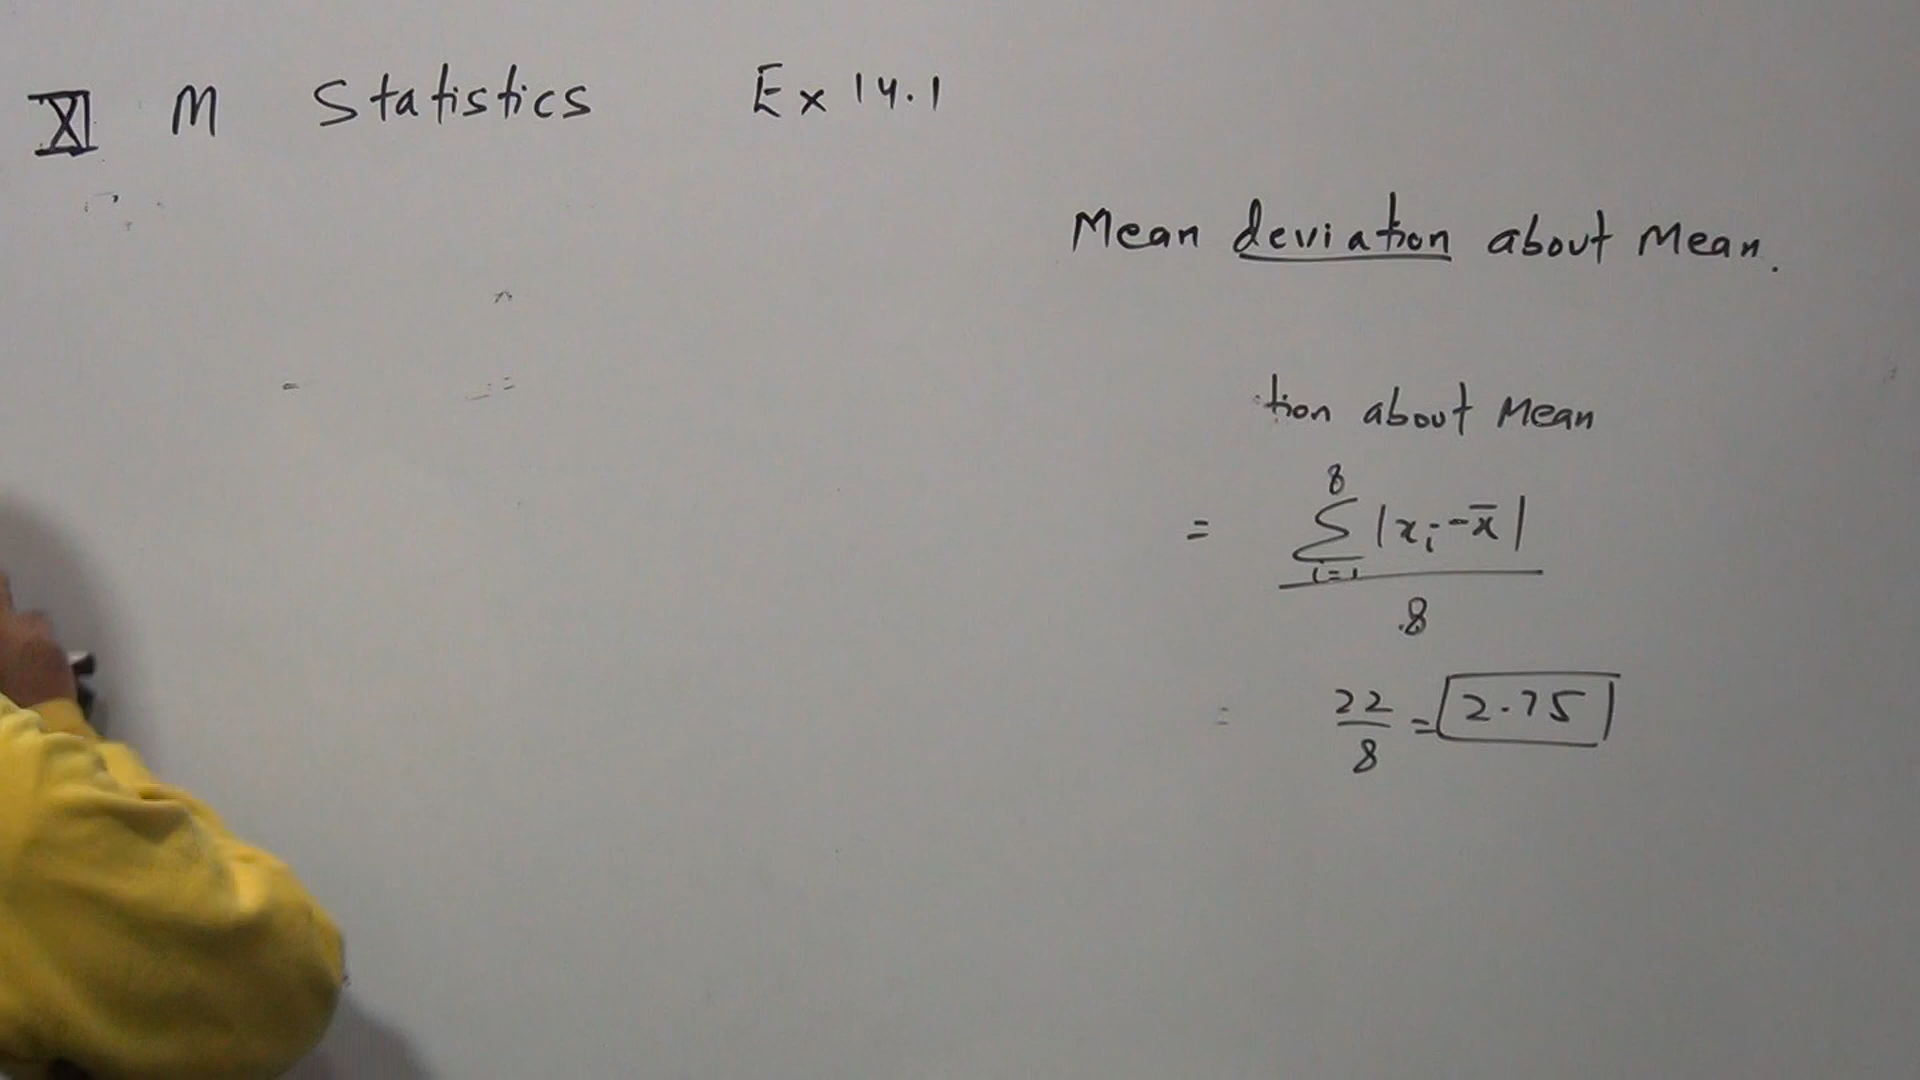 XI M Statistics Ex 14.1
Mean deviation about Mean.
tion about Mean
= 8 Σ i=1 |xi - x̄|
8
= 22/8 = 2.75